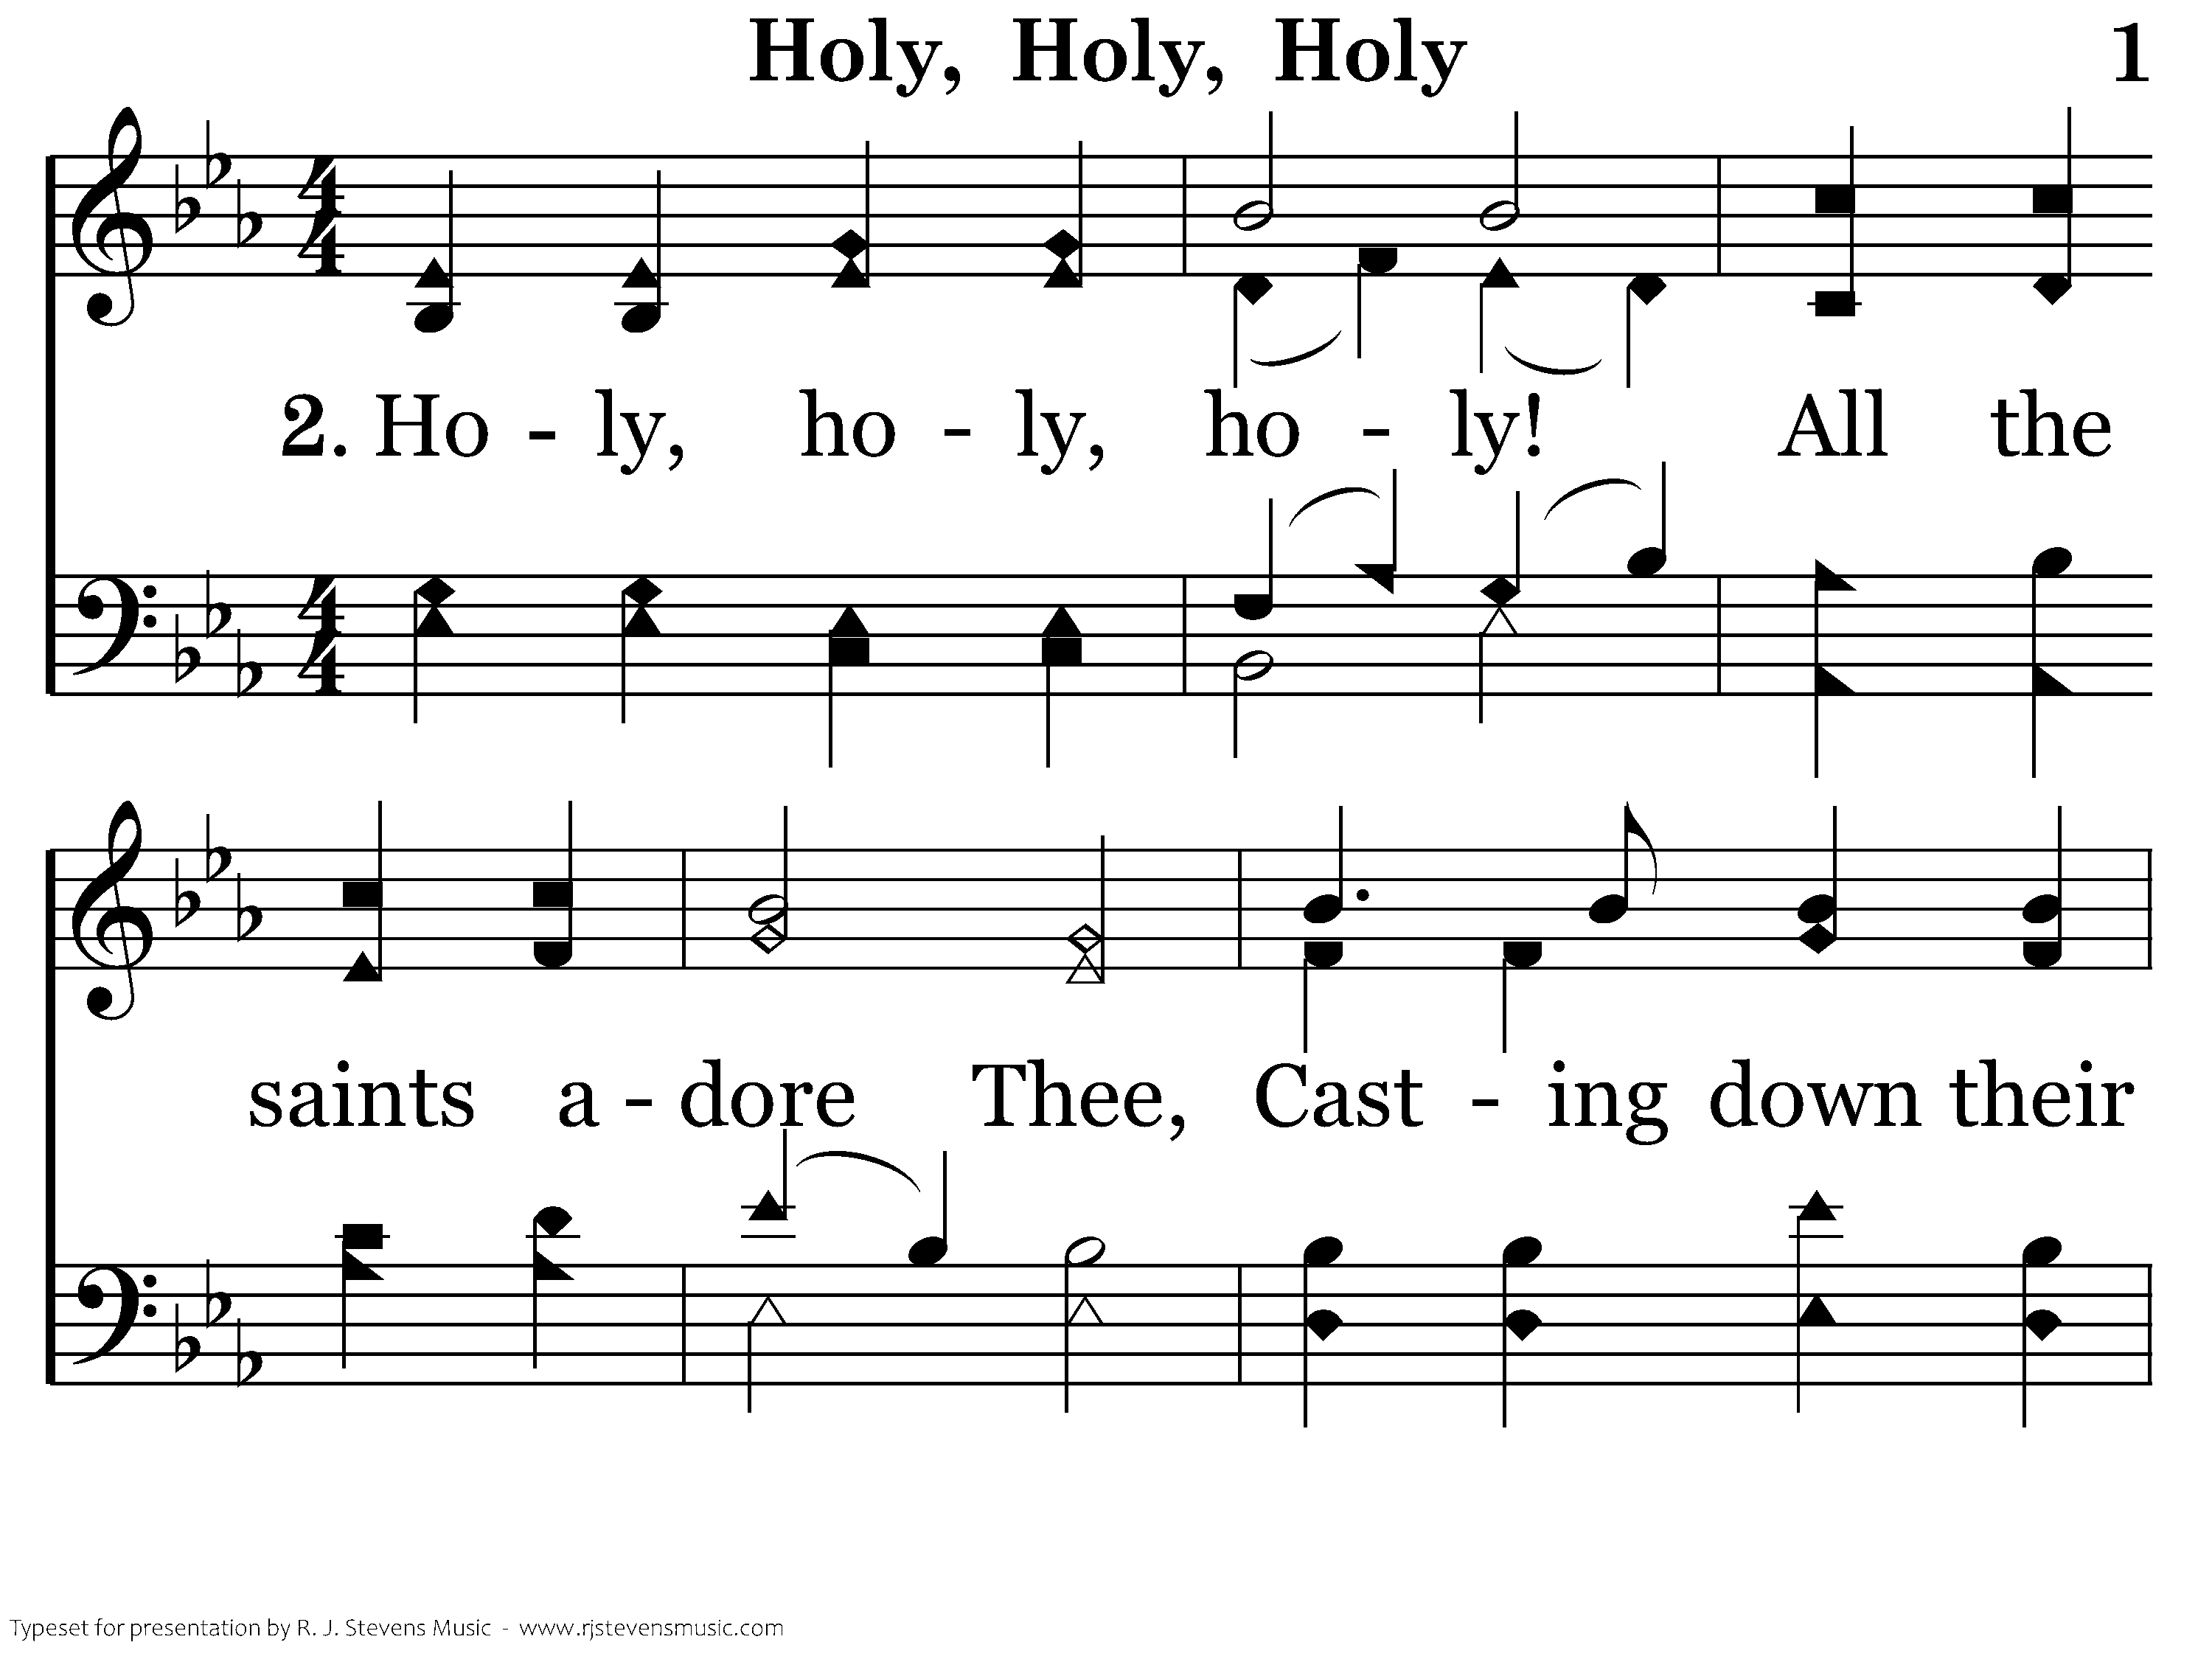 Holy, Holy, Holy 1
2. Ho - ly, ho - ly, ho - ly! All the
saints a - dore Thee, Cast - ing down their
Typeset for presentation by R. J. Stevens Music - www.rjstevensmusic.com